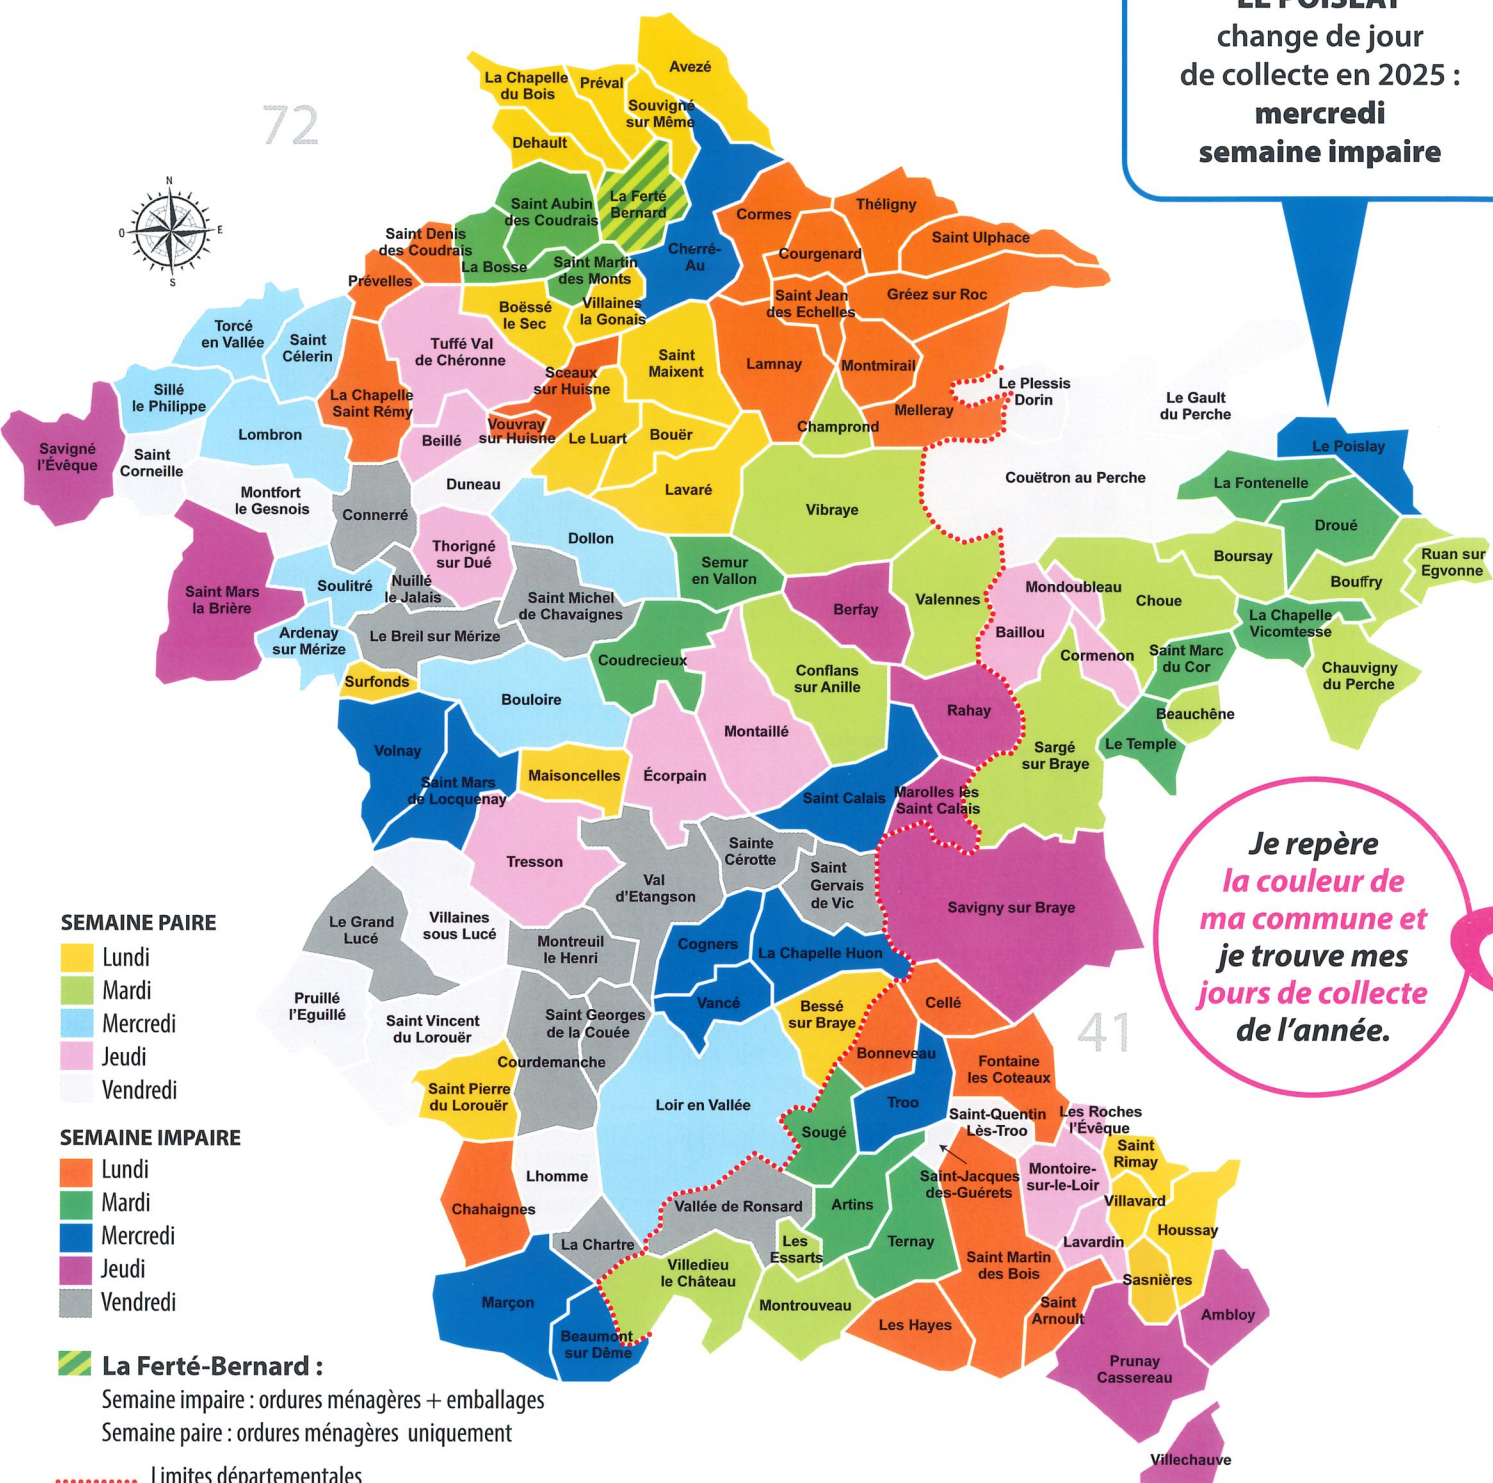 LE POISLAY
change de jour
de collecte en 2025 :
mercredi
semaine impaire
72
N
O
E
S
Avezé
La Chapelle
du Bois
Préval
Souvigné
sur Même
Dehault
La Ferté
Bernard
Saint Aubin
des Coudrais
Cormes
Théligny
Saint Ulphace
Courgenard
Saint Denis
des Coudrais
La Bosse
Saint Martin
des Monts
Cherré-
Au
Prévelles
Boëssé
le Sec
Villaines
la Gonais
Saint Jean
des Echelles
Gréez sur Roc
Torcé
en Vallée
Saint
Célerin
Tuffé Val
de Chéronne
Sceaux
sur Huisne
Saint
Maixent
Lamnay
Montmirail
Sillé
le Philippe
La Chapelle
Saint Rémy
Le Plessis
Dorin
Le Gault
du Perche
Melleray
Champrond
Vouvray
sur Huisne
Le Luart
Bouër
Beillé
Lombron
Savigné
l'Évêque
Saint
Corneille
Le Poislay
Montfort
le Gesnois
Connerré
Duneau
Lavaré
Vibraye
Couëtron au Perche
La Fontenelle
Droué
Dollon
Thorigné
sur Dué
Semur
en Vallon
Boursay
Bouffry
Ruan sur
Egvonne
Saint Mars
la Brière
Soulitré
Nuillé
le Jalais
Saint Michel
de Chavaignes
Berfay
Valennes
Mondoubleau
Choue
La Chapelle
Vicomtesse
Ardenay
sur Mérize
Le Breil sur Mérize
Baillou
Cormenon
Saint Marc
du Cor
Chauvigny
du Perche
Surfonds
Bouloire
Coudrecieux
Conflans
sur Anille
Rahay
Beauchêne
Le Temple
Sargé
sur Braye
Volnay
Saint Mars
de Locquenay
Maisoncelles
Écorpain
Montaillé
Saint Calais
Marolles lès
Saint Calais
Tresson
Sainte
Cérotte
Val
d'Etangson
Saint
Gervais
de Vic
Savigny sur Braye
Je repère
la couleur de
ma commune et
je trouve mes
jours de collecte
de l'année.
Le Grand
Lucé
Villaines
sous Lucé
Montreuil
le Henri
Cogners
La Chapelle Huon
Vancé
Bessé
sur Braye
Cellé
Pruillé
l'Eguillé
Saint Vincent
du Lorouër
Saint Georges
de la Couée
Courdemanche
Bonneveau
Fontaine
les Coteaux
41
Saint Pierre
du Lorouër
Loir en Vallée
Troo
Saint-Quentin
Lès-Troo
Les Roches
l'Évêque
Sougé
Saint
Rimay
Lhomme
Saint-Jacques
des-Guérets
Montoire-
sur-le-Loir
Villavard
Chahaignes
Vallée de Ronsard
Artins
Ternay
Lavardin
Houssay
La Chartre
Les
Essarts
Villedieu
le Château
Saint Martin
des Bois
Sasnières
Marçon
Montrouveau
Les Hayes
Saint
Arnoult
Ambloy
Beaumont
sur Dême
Prunay
Cassereau
Villechauve
SEMAINE PAIRE
Lundi
Mardi
Mercredi
Jeudi
Vendredi
SEMAINE IMPAIRE
Lundi
Mardi
Mercredi
Jeudi
Vendredi
La Ferté-Bernard :
Semaine impaire : ordures ménagères + emballages
Semaine paire : ordures ménagères uniquement
Limites départementales